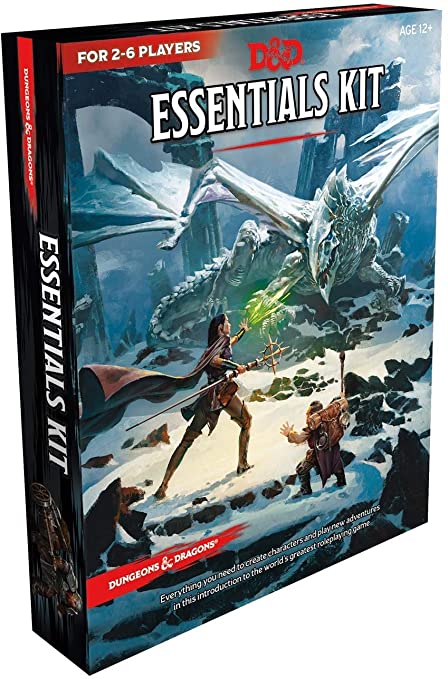 FOR 2-6 PLAYERS
AGE 12+
D&D
ESSENTIALS KIT
DUNGEONS & DRAGONS®
ESSENTIALS KIT
DUNGEONS & DRAGONS®
Everything you need to create characters and play new adventures
in this introduction to the world's greatest roleplaying game.